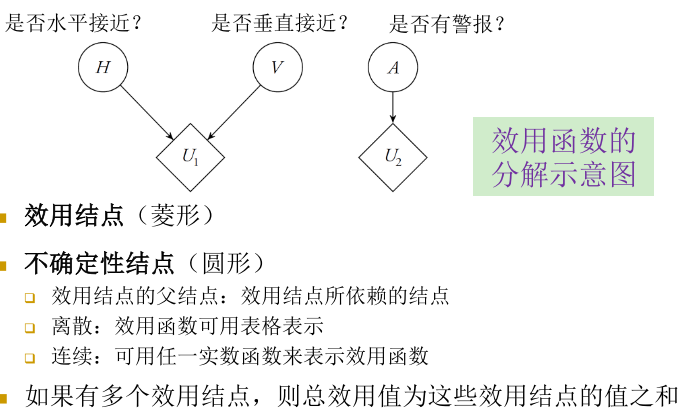 是否水平接近？ 是否垂直接近？ 是否有警报？
H V A
U1 U2
效用函数的
分解示意图
效用结点（菱形）
不确定性结点（圆形）
效用结点的父结点：效用结点所依赖的结点
离散：效用函数可用表格表示
连续：可用任一实数函数来表示效用函数
如果有多个效用结点，则总效用值为这些效用结点的值之和